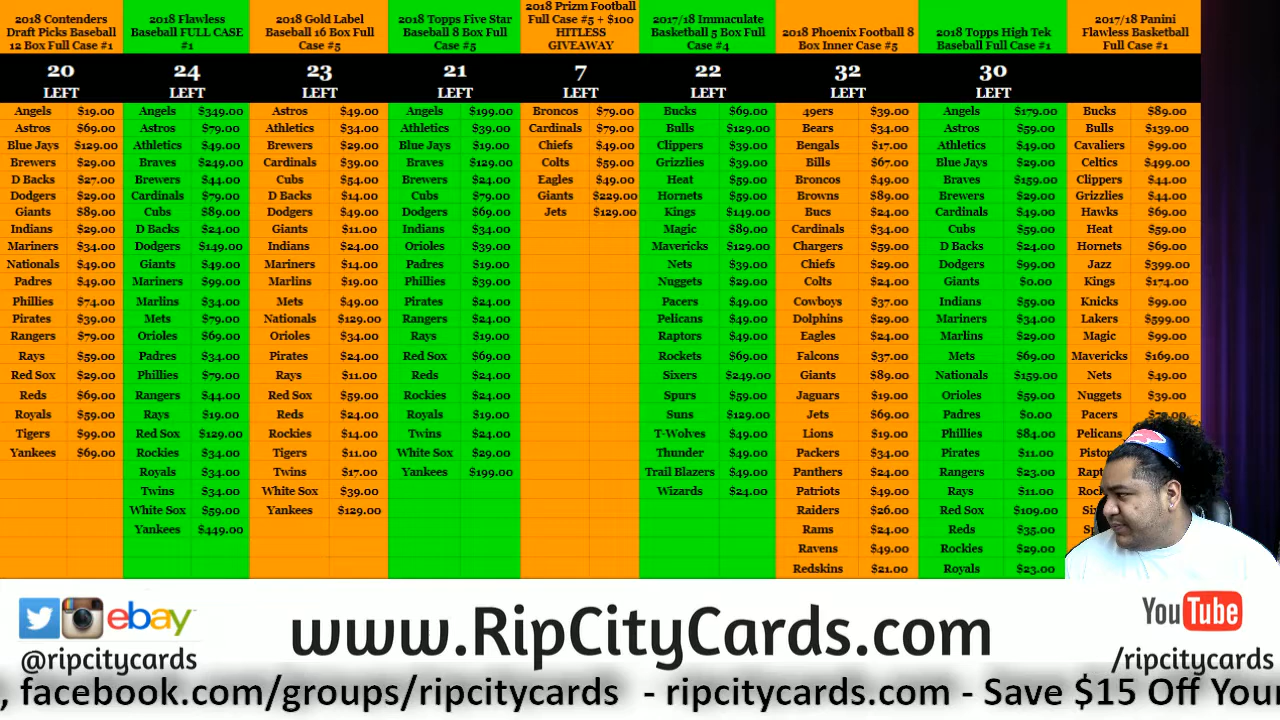 2018 Contenders
Draft Picks Baseball
12 Box Full Case #1
20
LEFT
Angels $19.00
Astros $69.00
Blue Jays $129.00
Brewers $29.00
D Backs $27.00
Dodgers $29.00
Giants $89.00
Indians $29.00
Mariners $34.00
Nationals $49.00
Padres $49.00
Phillies $74.00
Pirates $39.00
Rangers $79.00
Rays $59.00
Red Sox $29.00
Reds $69.00
Royals $59.00
Tigers $99.00
Yankees $69.00
2018 Flawless
Baseball FULL CASE
#1
24
LEFT
Angels $349.00
Astros $79.00
Athletics $49.00
Braves $249.00
Brewers $44.00
Cardinals $79.00
Cubs $89.00
D Backs $24.00
Dodgers $149.00
Giants $49.00
Mariners $99.00
Marlins $34.00
Mets $79.00
Orioles $69.00
Padres $34.00
Phillies $79.00
Rangers $44.00
Rays $19.00
Red Sox $129.00
Rockies $34.00
Royals $34.00
Twins $34.00
White Sox $59.00
Yankees $449.00
2018 Gold Label
Baseball 16 Box Full
Case #5
23
LEFT
Astros $49.00
Athletics $34.00
Brewers $29.00
Cardinals $39.00
Cubs $54.00
D Backs $14.00
Dodgers $49.00
Giants $11.00
Indians $24.00
Mariners $14.00
Marlins $19.00
Mets $49.00
Nationals $129.00
Orioles $34.00
Pirates $24.00
Rays $11.00
Red Sox $59.00
Reds $24.00
Rockies $14.00
Tigers $11.00
Twins $17.00
White Sox $39.00
Yankees $129.00
2018 Topps Five Star
Baseball 8 Box Full
Case #5
21
LEFT
Angels $199.00
Athletics $39.00
Blue Jays $19.00
Braves $129.00
Brewers $24.00
Cubs $79.00
Dodgers $69.00
Indians $34.00
Orioles $39.00
Padres $19.00
Phillies $39.00
Pirates $24.00
Rangers $24.00
Rays $19.00
Red Sox $69.00
Reds $24.00
Rockies $24.00
Royals $19.00
Twins $24.00
White Sox $29.00
Yankees $199.00
2018 Prizm Football
Full Case #5 + $100
HITLESS
GIVEAWAY
7
LEFT
Broncos $79.00
Cardinals $79.00
Chiefs $49.00
Colts $59.00
Eagles $49.00
Giants $229.00
Jets $129.00
2017/18 Immaculate
Basketball 5 Box Full
Case #4
22
LEFT
Bucks $69.00
Bulls $129.00
Clippers $39.00
Grizzlies $39.00
Heat $59.00
Hornets $59.00
Kings $149.00
Magic $89.00
Mavericks $129.00
Nets $39.00
Nuggets $29.00
Pacers $49.00
Pelicans $49.00
Raptors $49.00
Rockets $69.00
Sixers $249.00
Spurs $59.00
Suns $129.00
T-Wolves $49.00
Thunder $49.00
Trail Blazers $49.00
Wizards $24.00
2018 Phoenix Football 8
Box Inner Case #5
32
LEFT
49ers $39.00
Bears $34.00
Bengals $17.00
Bills $67.00
Broncos $49.00
Browns $89.00
Bucs $24.00
Cardinals $34.00
Chargers $59.00
Chiefs $29.00
Colts $24.00
Cowboys $37.00
Dolphins $29.00
Eagles $24.00
Falcons $37.00
Giants $89.00
Jaguars $19.00
Jets $69.00
Lions $19.00
Packers $34.00
Panthers $24.00
Patriots $49.00
Raiders $26.00
Rams $24.00
Ravens $49.00
Redskins $21.00
2018 Topps High Tek
Baseball Full Case #1
30
LEFT
Angels $179.00
Astros $59.00
Athletics $49.00
Blue Jays $29.00
Braves $159.00
Brewers $29.00
Cardinals $49.00
Cubs $59.00
D Backs $24.00
Dodgers $99.00
Giants $0.00
Indians $59.00
Mariners $34.00
Marlins $29.00
Mets $69.00
Nationals $159.00
Orioles $59.00
Padres $0.00
Phillies $84.00
Pirates $11.00
Rangers $23.00
Rays $11.00
Red Sox $109.00
Reds $35.00
Rockies $29.00
Royals $23.00
2017/18 Panini
Flawless Basketball
Full Case #1
Bucks $89.00
Bulls $139.00
Cavaliers $99.00
Celtics $499.00
Clippers $44.00
Grizzlies $44.00
Hawks $69.00
Heat $59.00
Hornets $69.00
Jazz $399.00
Kings $174.00
Knicks $99.00
Lakers $599.00
Magic $99.00
Mavericks $169.00
Nets $49.00
Nuggets $39.00
Pacers
Pelicans
ebay
@ripcitycards
www.RipCityCards.com
YouTube
/ripcitycards
, facebook.com/groups/ripcitycards - ripcitycards.com - Save $15 Off Your